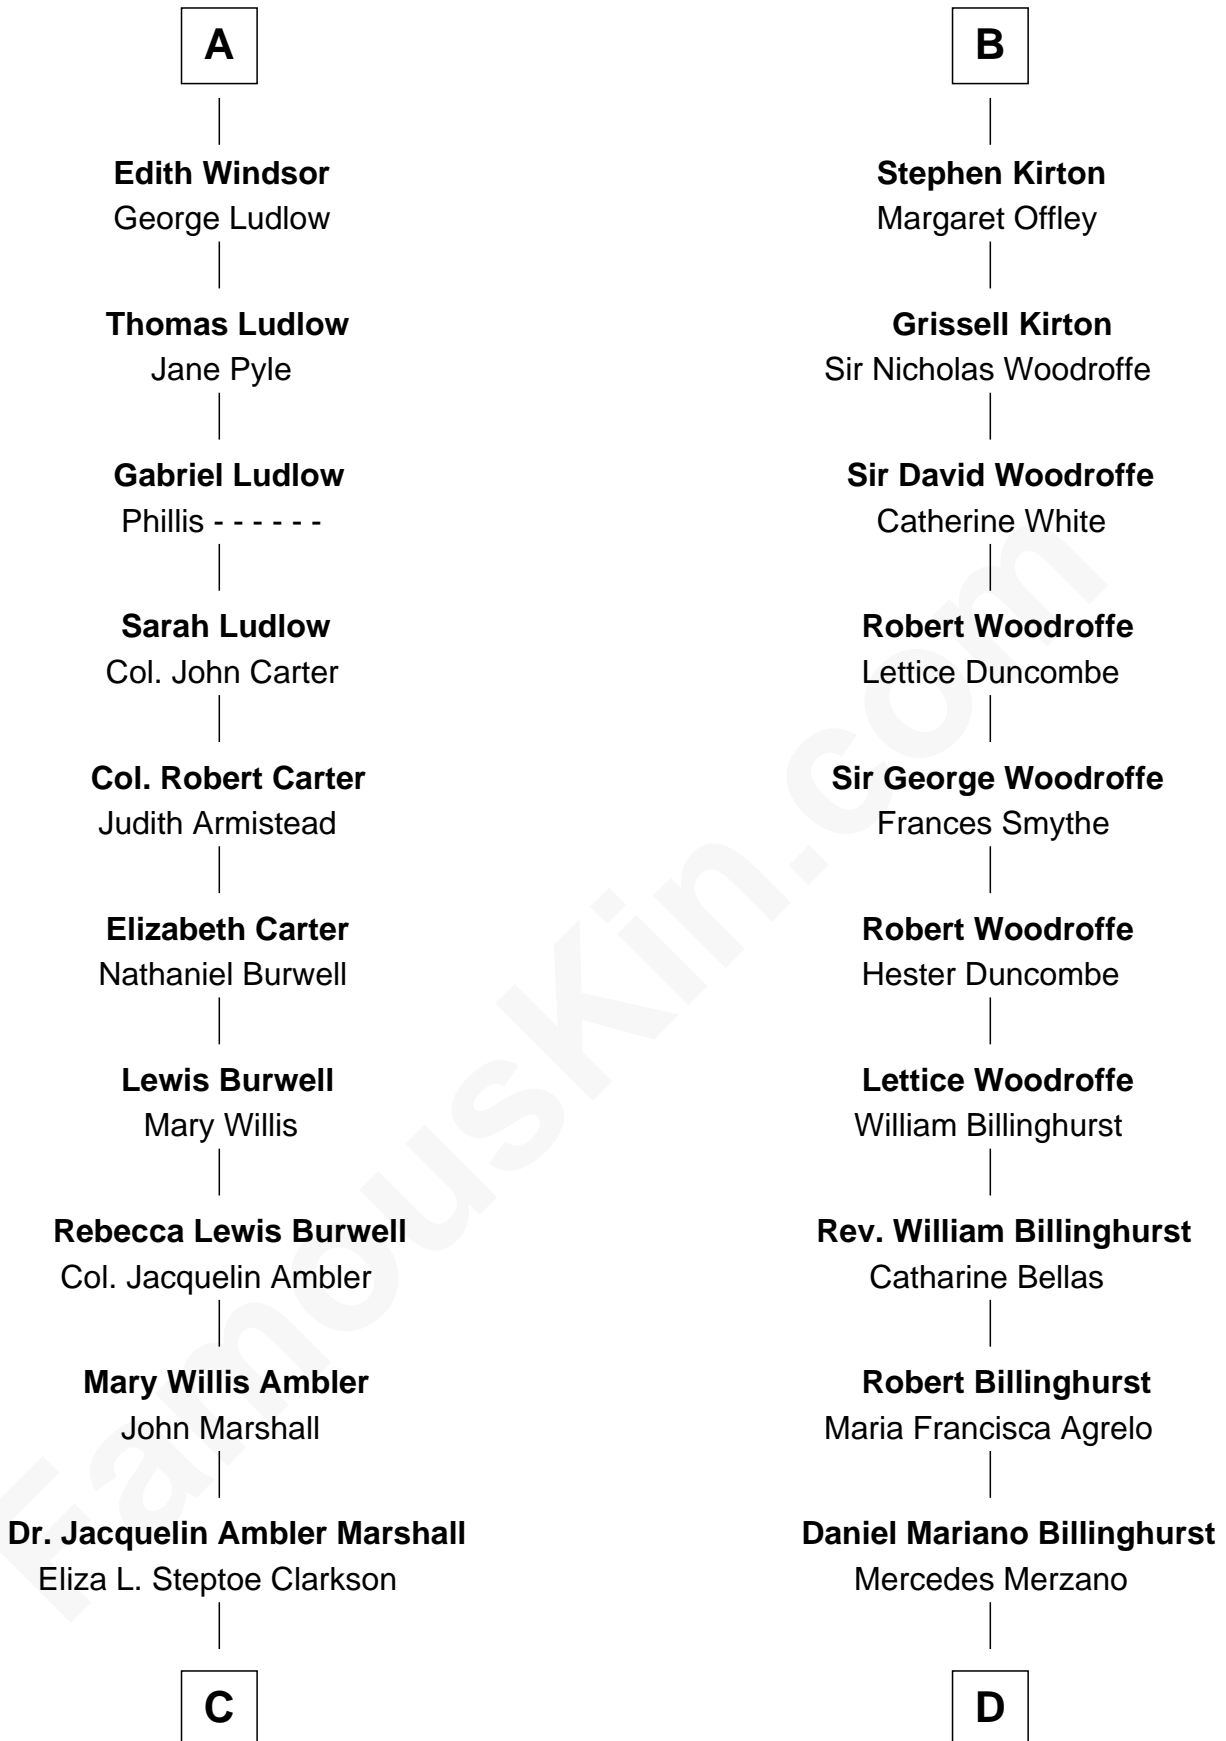 A
Edith Windsor
George Ludlow
Thomas Ludlow
Jane Pyle
Gabriel Ludlow
Phillis - - - - - -
Sarah Ludlow
Col. John Carter
Col. Robert Carter
Judith Armistead
Elizabeth Carter
Nathaniel Burwell
Lewis Burwell
Mary Willis
Rebecca Lewis Burwell
Col. Jacquelin Ambler
Mary Willis Ambler
John Marshall
Dr. Jacquelin Ambler Marshall
Eliza L. Steptoe Clarkson
C
B
Stephen Kirton
Margaret Offley
Grissell Kirton
Sir Nicholas Woodroffe
Sir David Woodroffe
Catherine White
Robert Woodroffe
Lettice Duncombe
Sir George Woodroffe
Frances Smythe
Robert Woodroffe
Hester Duncombe
Lettice Woodroffe
William Billinghurst
Rev. William Billinghurst
Catharine Bellas
Robert Billinghurst
Maria Francisca Agrelo
Daniel Mariano Billinghurst
Mercedes Merzano
D
FamousKin.com